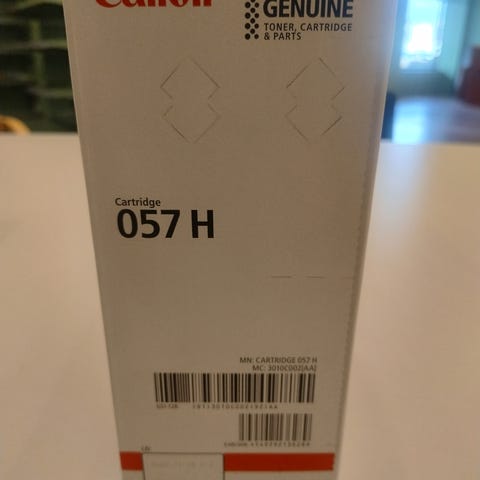 Canon
GENUINE
TONER, CARTRIDGE
& PARTS
Cartridge
057 H
MN: CARTRIDGE 057 H
MC: 3010C002[AA]